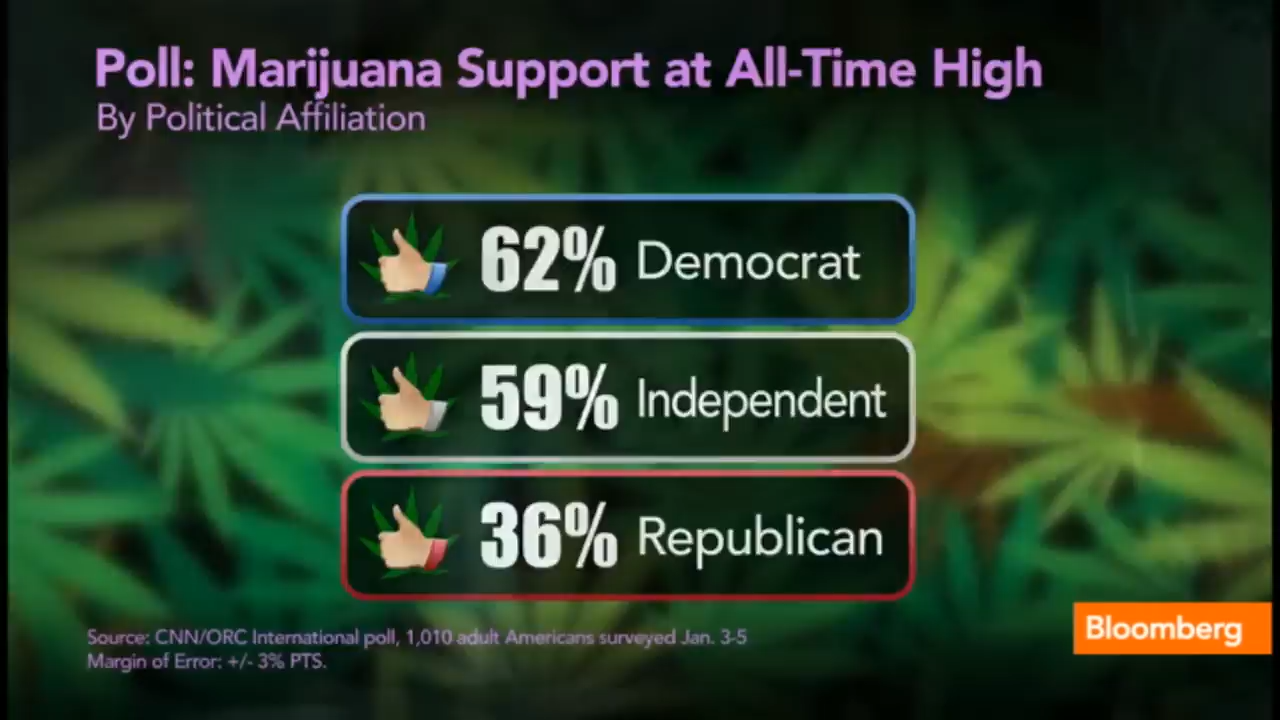 Poll: Marijuana Support at All-Time High
By Political Affiliation
62% Democrat
59% Independent
36% Republican
Source: CNN/ORC International poll, 1,010 adult Americans surveyed Jan. 3-5
Margin of Error: +/- 3% PTS.
Bloomberg